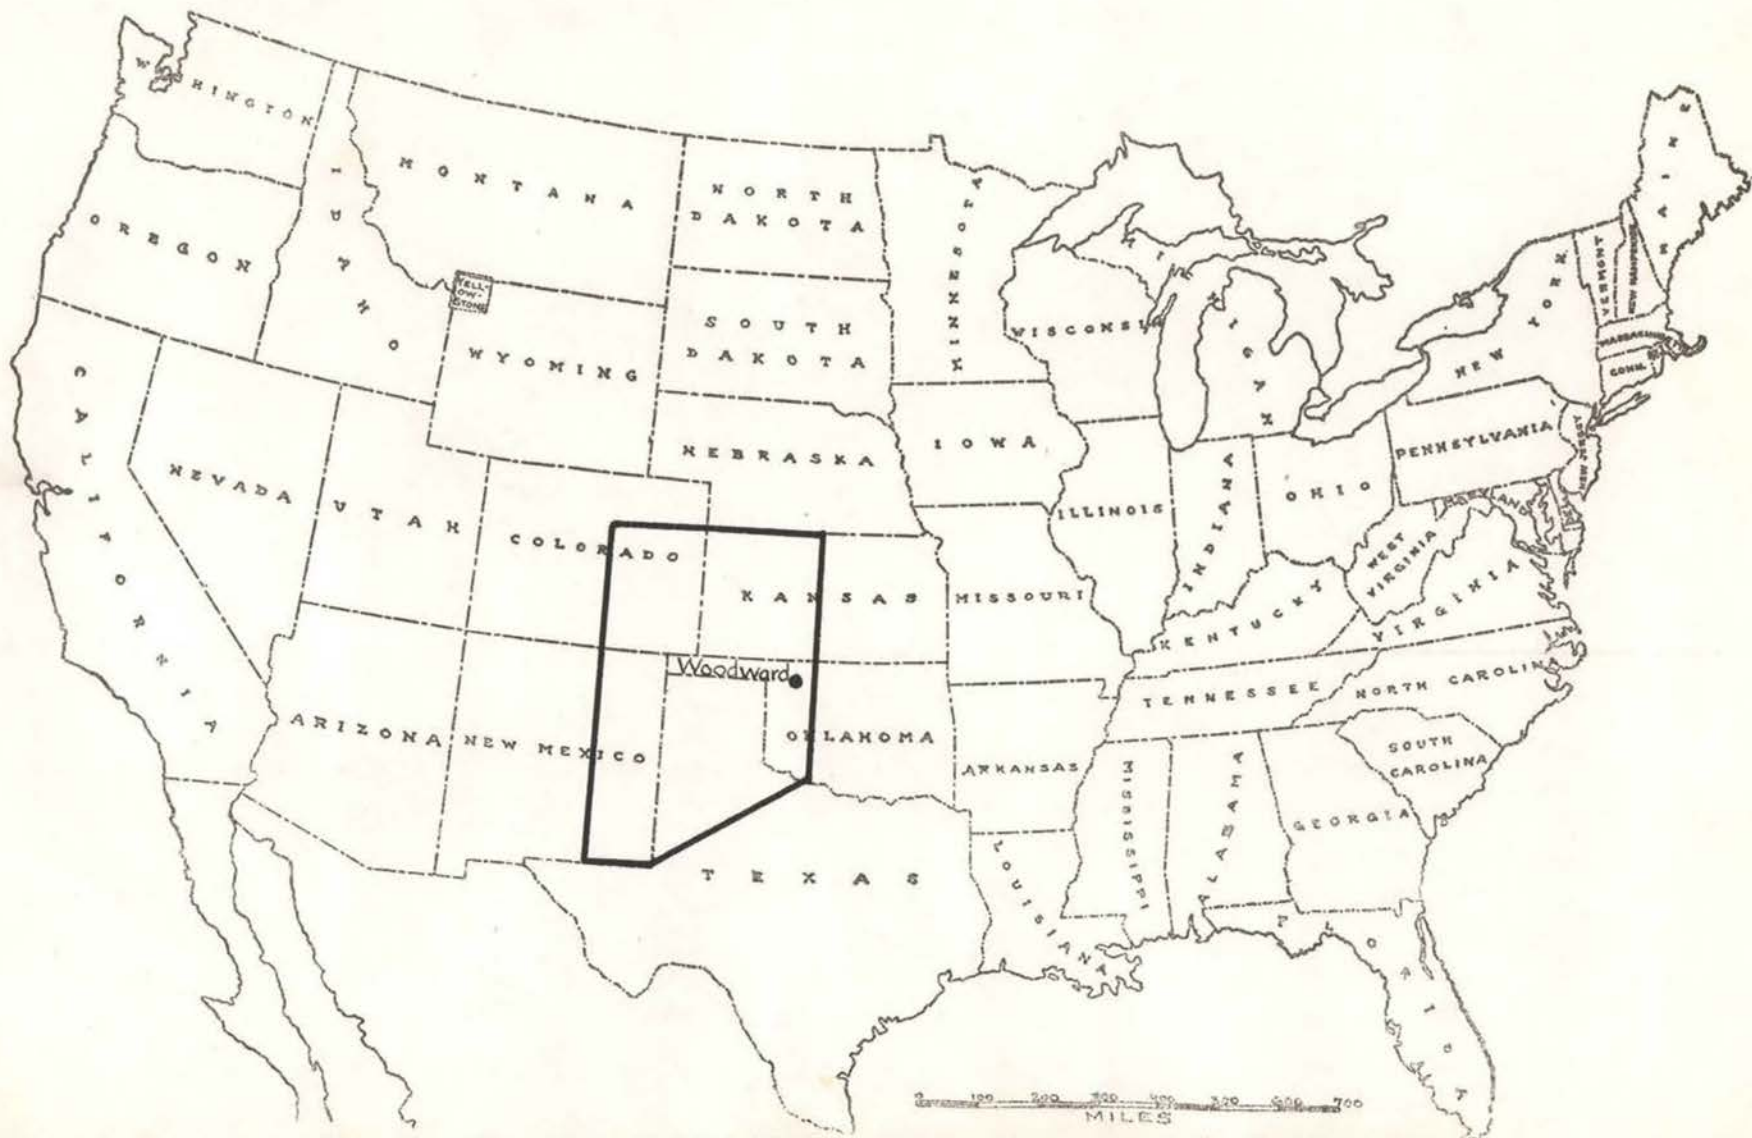 WASHINGTON
MONTANA
NORTH
DAKOTA
MINNESOTA
MAINE
OREGON
IDAHO
YELL-
OW-
STONE
WYOMING
SOUTH
DAKOTA
WISCONSIN
MICHIGAN
NEW YORK
VERMONT
NEW HAMPSHIRE
CONN.
CALIFORNIA
NEVADA
UTAH
COLORADO
NEBRASKA
IOWA
ILLINOIS
INDIANA
OHIO
PENNSYLVANIA
NEW JERSEY
MARYLAND
KANSAS
MISSOURI
KENTUCKY
WEST
VIRGINIA
VIRGINIA
Woodward
ARIZONA
NEW MEXICO
OKLAHOMA
ARKANSAS
TENNESSEE
NORTH CAROLINA
SOUTH
CAROLINA
TEXAS
LOUISIANA
MISSISSIPPI
ALABAMA
GEORGIA
FLORIDA
0 100 200 300 400 500 600 700
MILES